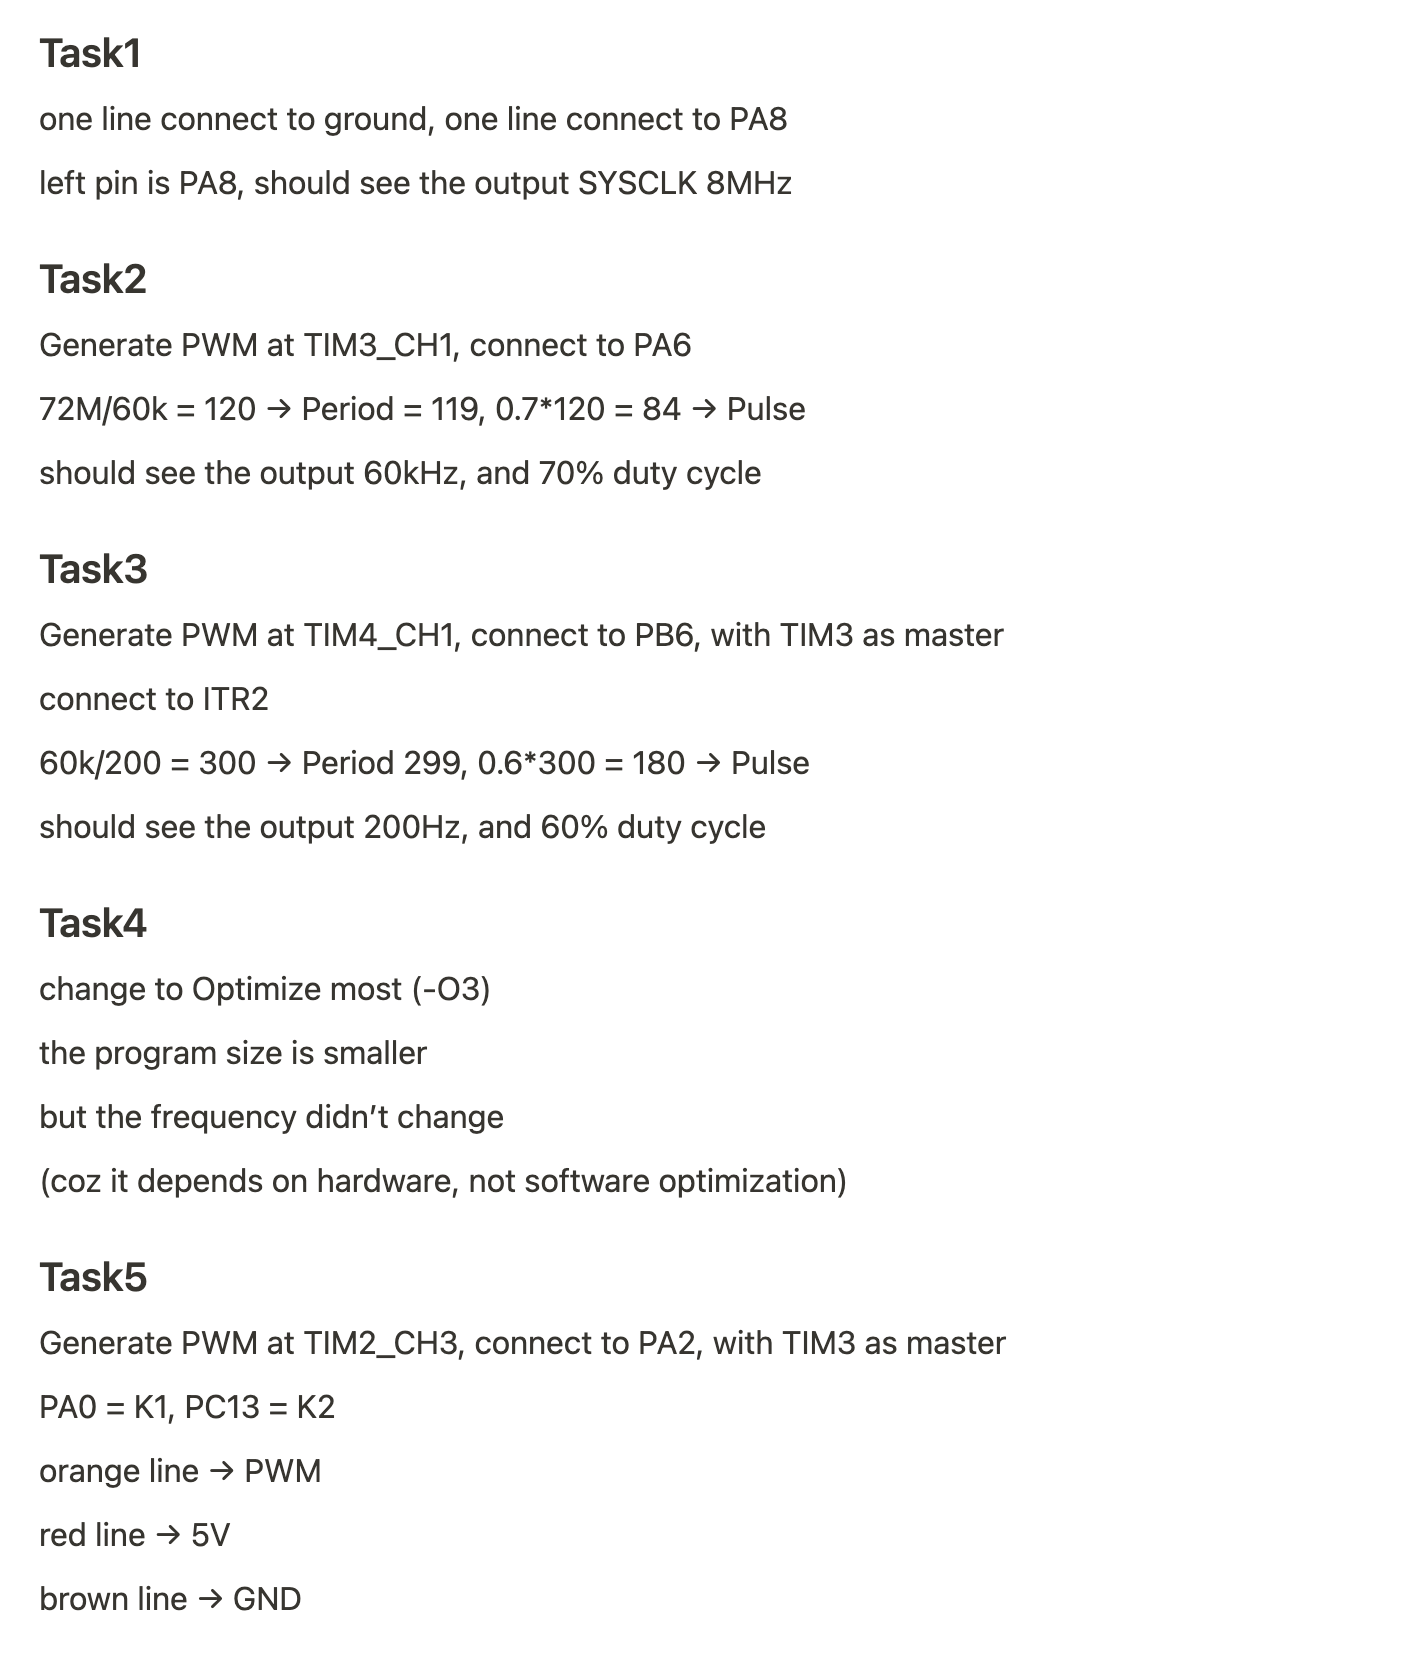 Task1
one line connect to ground, one line connect to PA8
left pin is PA8, should see the output SYSCLK 8MHz
Task2
Generate PWM at TIM3_CH1, connect to PA6
72M/60k = 120 → Period = 119, 0.7*120 = 84 → Pulse
should see the output 60kHz, and 70% duty cycle
Task3
Generate PWM at TIM4_CH1, connect to PB6, with TIM3 as master
connect to ITR2
60k/200 = 300 → Period 299, 0.6*300 = 180 → Pulse
should see the output 200Hz, and 60% duty cycle
Task4
change to Optimize most (-O3)
the program size is smaller
but the frequency didn’t change
(coz it depends on hardware, not software optimization)
Task5
Generate PWM at TIM2_CH3, connect to PA2, with TIM3 as master
PA0 = K1, PC13 = K2
orange line → PWM
red line → 5V
brown line → GND